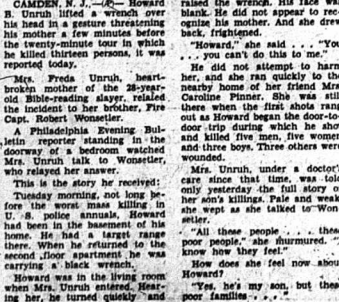 CAMDEN, N. J.,—(AP)— Howard
B. Unruh lifted a wrench over
his head in a gesture threatening
his mother a few minutes before
the twenty-minute tour in which
he killed thirteen persons, it was
reported today.
Mrs. Freda Unruh, heart-
broken mother of the 28-year-
old Bible-reading slayer, related
the incident to her brother, Fire
Capt. Robert Wonsetler.
A Philadelphia Evening Bul-
letin reporter standing in the
doorway of a bedroom watched
Mrs. Unruh talk to Wonsetler,
who relayed her answer.
This is the story he received:
Tuesday morning, not long be-
fore the worst mass killing in
U. S. police annuals, Howard
had been in the basement of his
home. He had a target range
there. When he returned to the
second floor apartment he was
carrying a black wrench.
Howard was in the living room
when Mrs. Unruh entered. Hear-
ing her, he turned quickly and
raised the wrench. His face was
blank. He did not appear to rec-
ognize his mother. And she drew
back, frightened.
"Howard," she said . . . "You
. . . you can't do this to me."
He did not attempt to harm
her, and she ran quickly to the
nearby home of her friend Mrs.
Caroline Pinner. She was still
there when the first shots rang
out as Howard began the door-to-
door trip during which he shot
and killed five men, five women
and three boys. Three others were
wounded.
Mrs. Unruh, under a doctor's
care since that time, was told
only yesterday the full story of
her son's killings. Pale and weak,
she wept as she talked to Won-
setler.
"All these people . . . these
poor people," she murmured. "I
know how they feel."
How does she feel now about
Howard?
"Yes, he's my son, but these
poor families . . . "